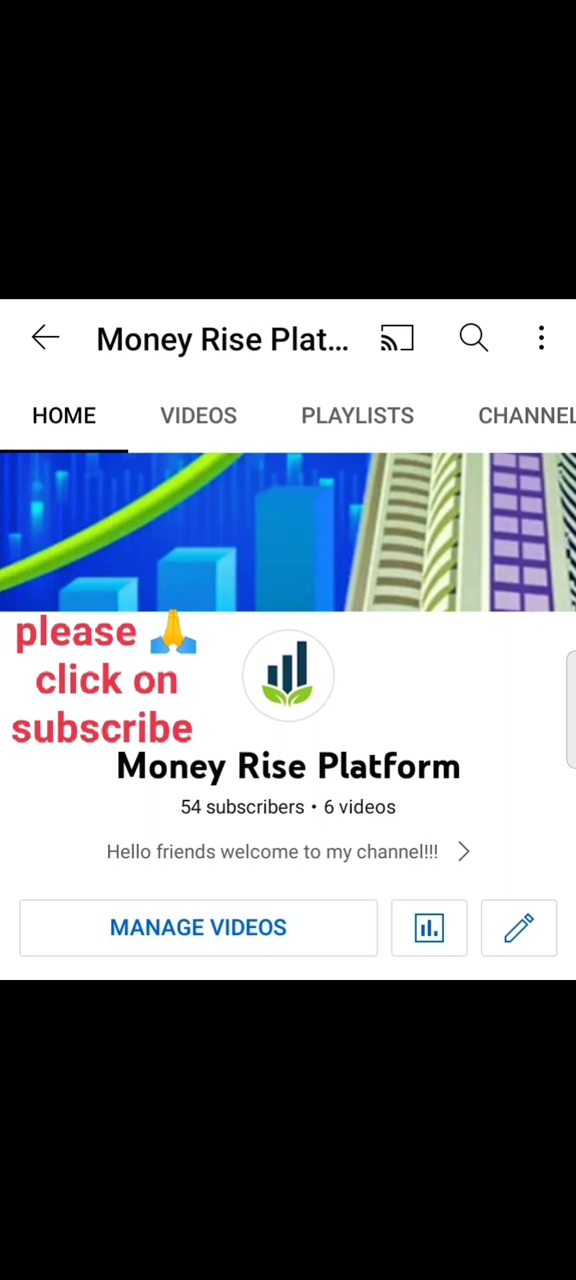 Money Rise Plat...
HOME VIDEOS PLAYLISTS CHANNEL
please 🙏
click on
subscribe
Money Rise Platform
54 subscribers • 6 videos
Hello friends welcome to my channel!!!
MANAGE VIDEOS